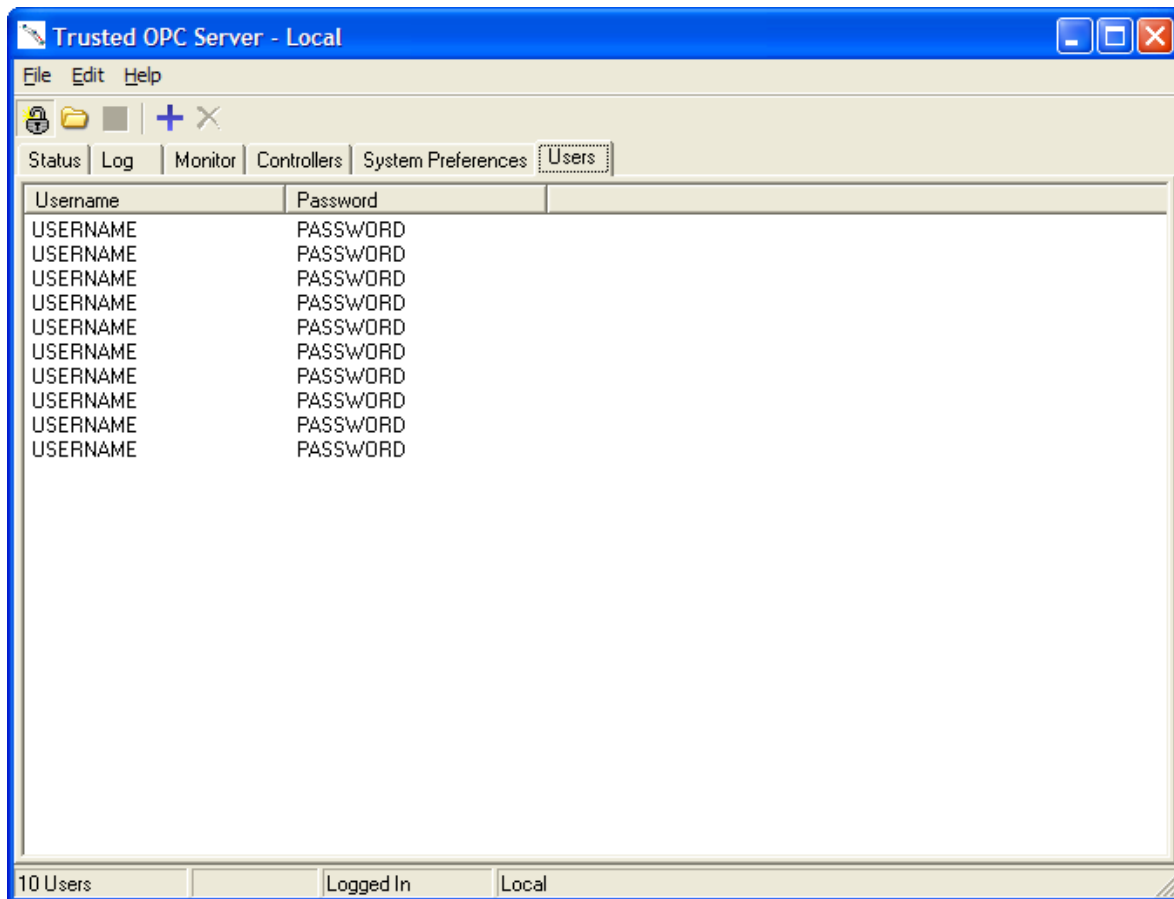 Trusted OPC Server - Local
File Edit Help
Status Log Monitor Controllers System Preferences Users
Username Password
USERNAME PASSWORD
USERNAME PASSWORD
USERNAME PASSWORD
USERNAME PASSWORD
USERNAME PASSWORD
USERNAME PASSWORD
USERNAME PASSWORD
USERNAME PASSWORD
USERNAME PASSWORD
USERNAME PASSWORD
10 Users Logged In Local